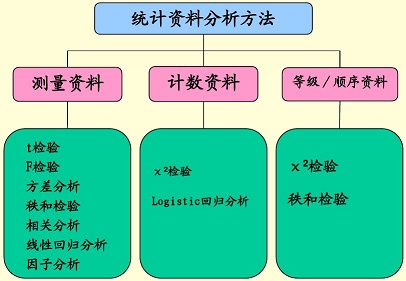 统计资料分析方法
测量资料
计数资料
等级/顺序资料
t检验
F检验
方差分析
秩和检验
相关分析
线性回归分析
因子分析
χ²检验
Logistic回归分析
χ²检验
秩和检验